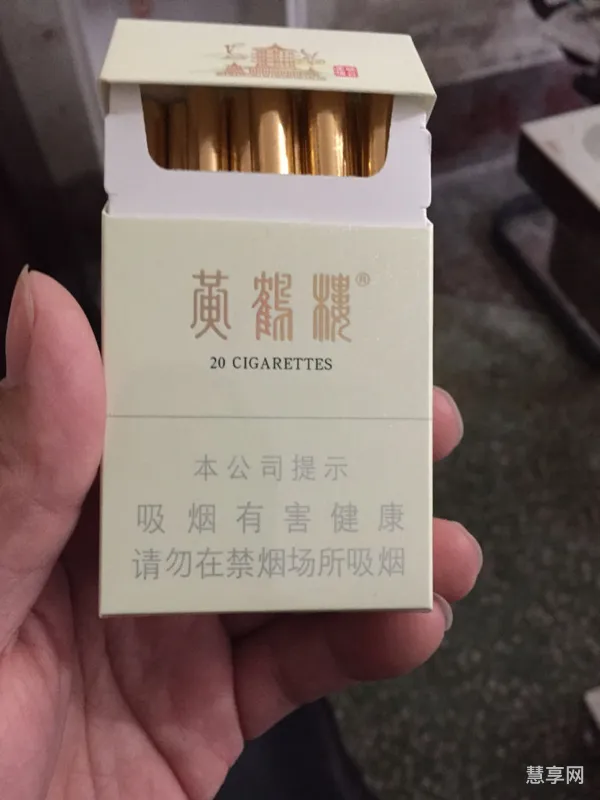 黄鹤楼®
20 CIGARETTES
本公司提示
吸烟有害健康
请勿在禁烟场所吸烟
慧享网